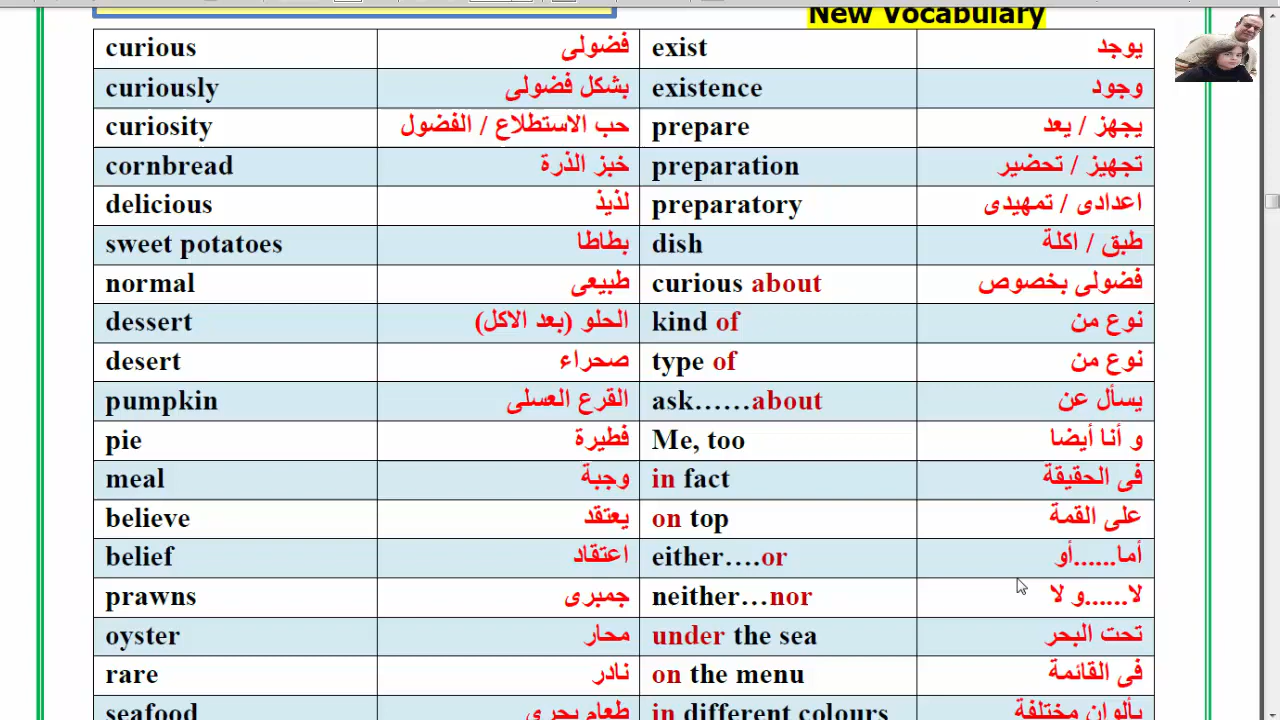 New Vocabulary
curious فضولى exist يوجد
curiously بشكل فضولى existence وجود
curiosity حب الاستطلاع / الفضول prepare يجهز / يعد
cornbread خبز الذرة preparation تجهيز / تحضير
delicious لذيذ preparatory اعدادى / تمهيدى
sweet potatoes بطاطا dish طبق / اكلة
normal طبيعى curious about فضولى بخصوص
dessert الحلو (بعد الاكل) kind of نوع من
desert صحراء type of نوع من
pumpkin القرع العسلى ask……about يسأل عن
pie فطيرة Me, too و أنا أيضا
meal وجبة in fact فى الحقيقة
believe يعتقد on top على القمة
belief اعتقاد either….or أما......أو
prawns جمبرى neither…nor لا......و لا
oyster محار under the sea تحت البحر
rare نادر on the menu فى القائمة
seafood طعام بحرى in different colours بألوان مختلفة